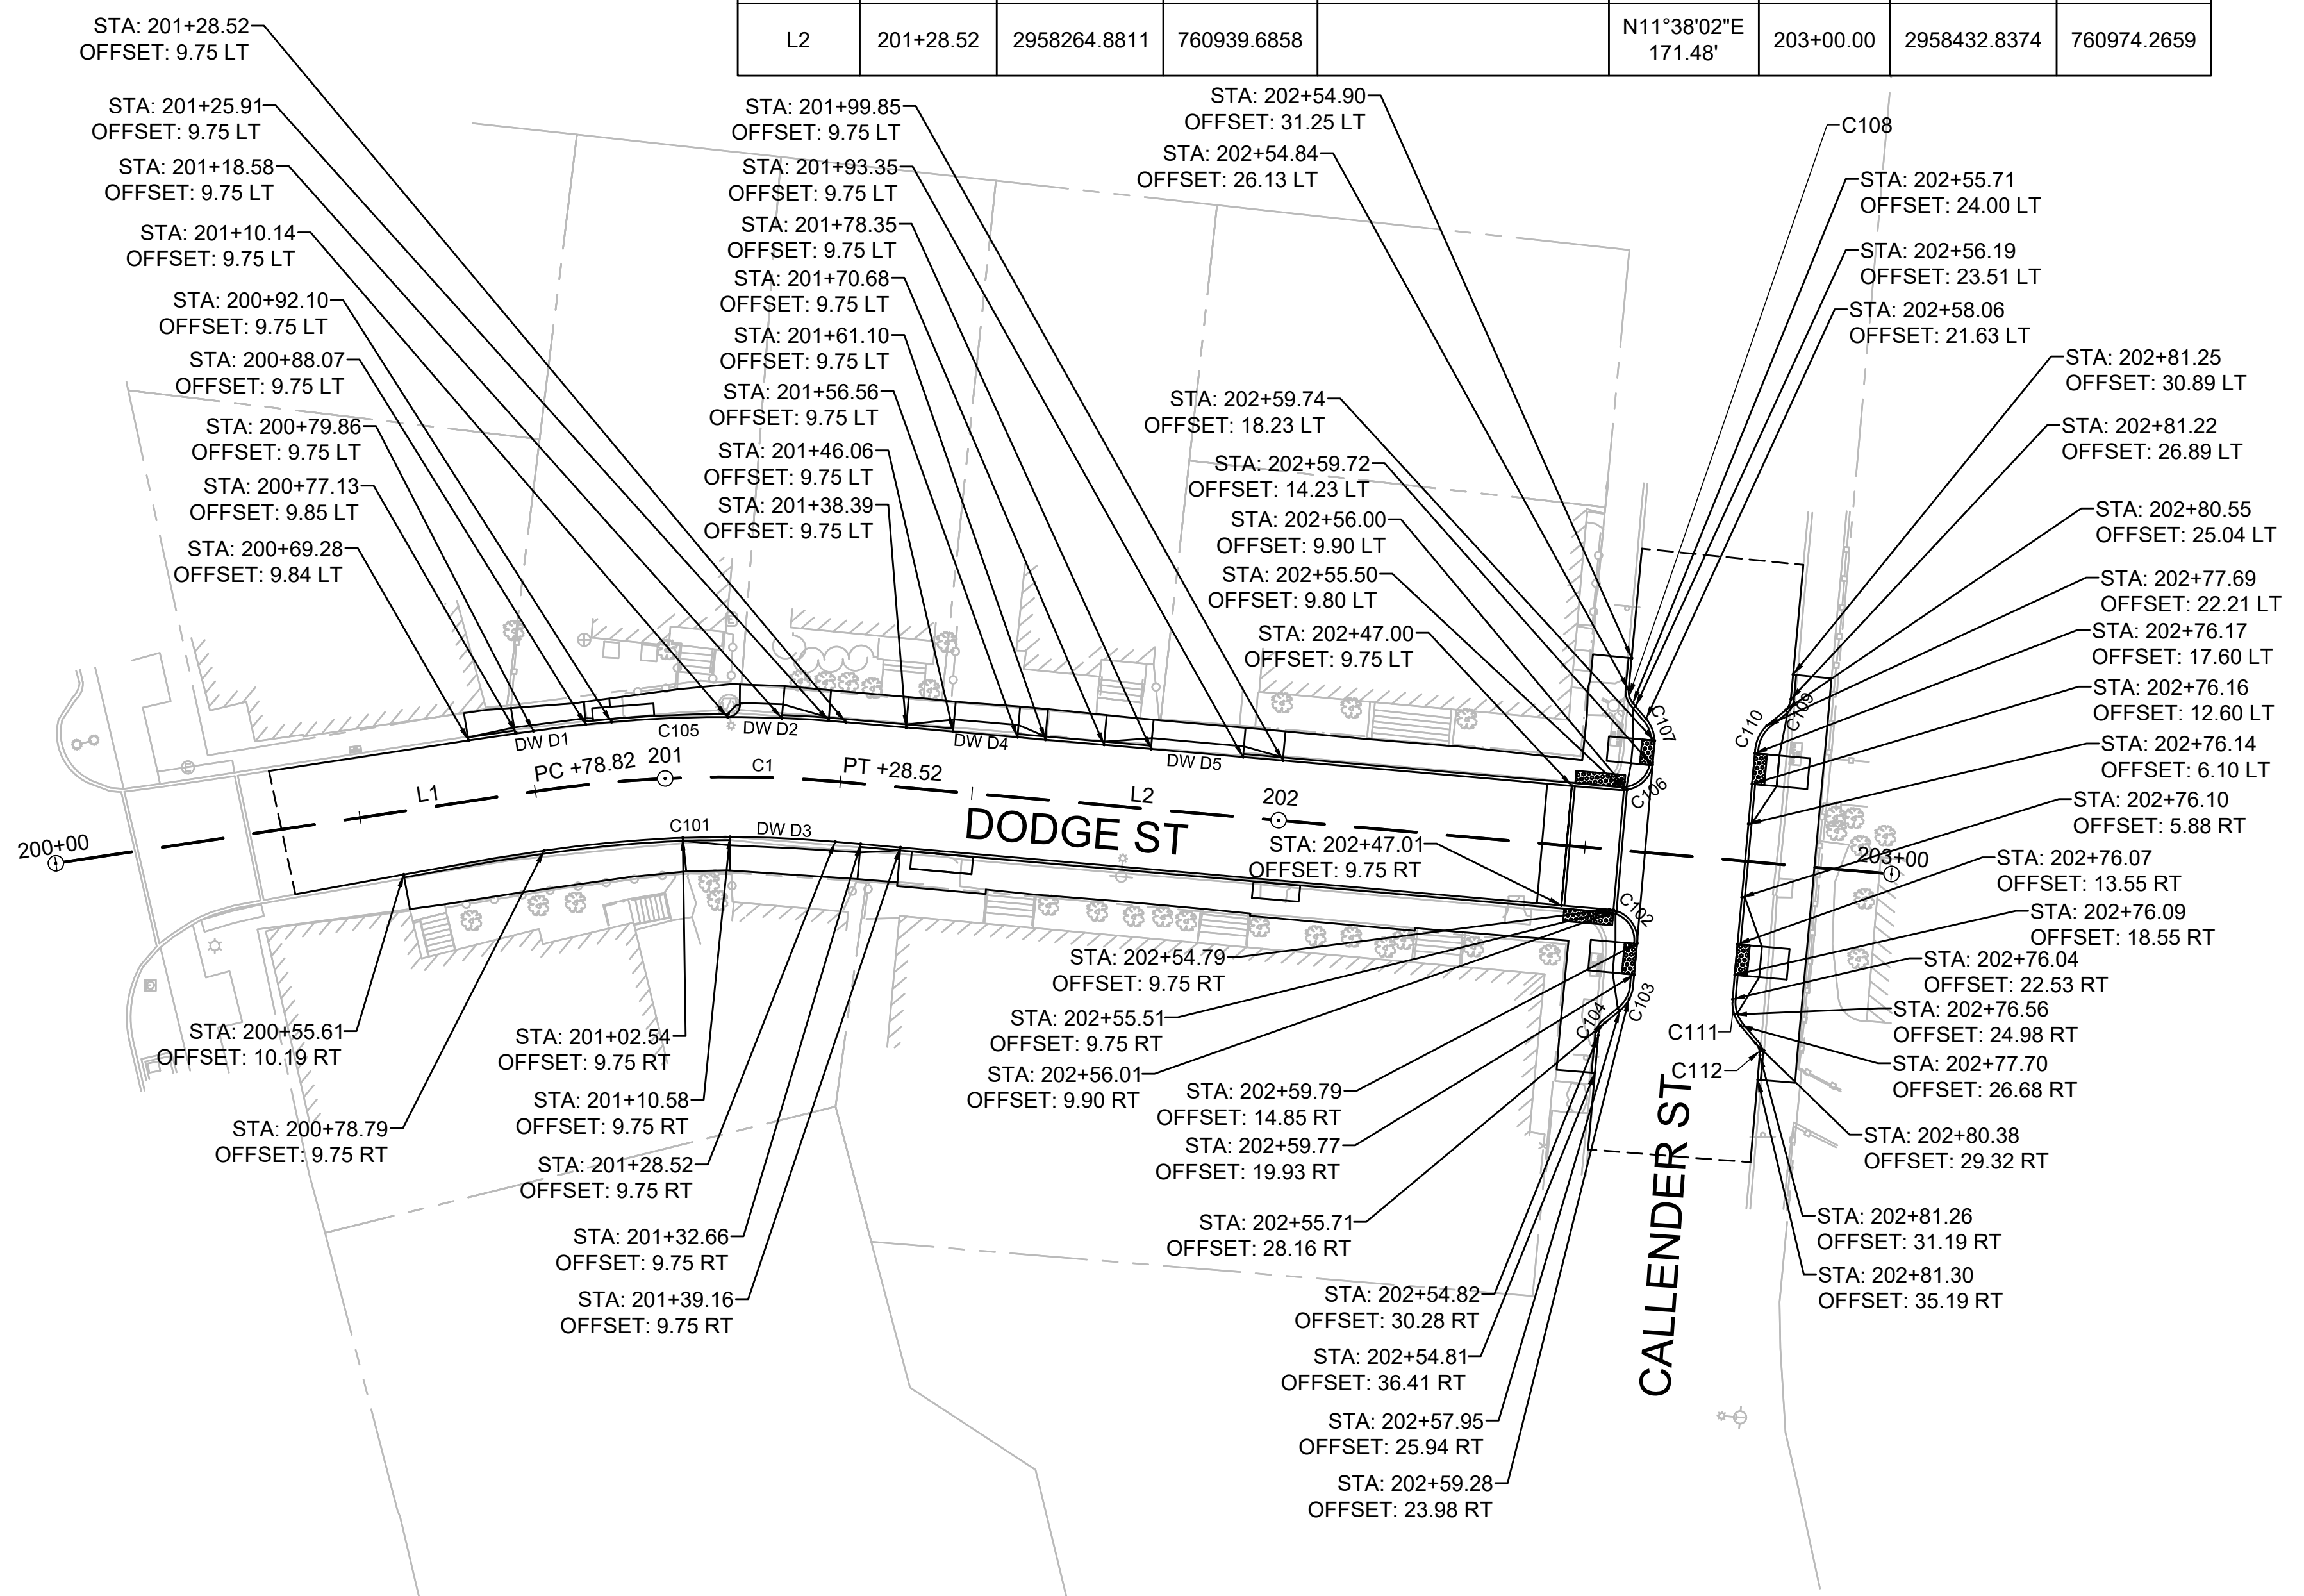 L2 201+28.52 2958264.8811 760939.6858 N11°38'02"E 203+00.00 2958432.8374 760974.2659
171.48'
STA: 201+28.52
OFFSET: 9.75 LT
STA: 201+25.91
OFFSET: 9.75 LT
STA: 201+18.58
OFFSET: 9.75 LT
STA: 201+10.14
OFFSET: 9.75 LT
STA: 200+92.10
OFFSET: 9.75 LT
STA: 200+88.07
OFFSET: 9.75 LT
STA: 200+79.86
OFFSET: 9.75 LT
STA: 200+77.13
OFFSET: 9.85 LT
STA: 200+69.28
OFFSET: 9.84 LT
STA: 201+99.85
OFFSET: 9.75 LT
STA: 201+93.35
OFFSET: 9.75 LT
STA: 201+78.35
OFFSET: 9.75 LT
STA: 201+70.68
OFFSET: 9.75 LT
STA: 201+61.10
OFFSET: 9.75 LT
STA: 201+56.56
OFFSET: 9.75 LT
STA: 201+46.06
OFFSET: 9.75 LT
STA: 201+38.39
OFFSET: 9.75 LT
STA: 202+54.90
OFFSET: 31.25 LT
STA: 202+54.84
OFFSET: 26.13 LT
STA: 202+59.74
OFFSET: 18.23 LT
STA: 202+59.72
OFFSET: 14.23 LT
STA: 202+56.00
OFFSET: 9.90 LT
STA: 202+55.50
OFFSET: 9.80 LT
STA: 202+47.00
OFFSET: 9.75 LT
C108
STA: 202+55.71
OFFSET: 24.00 LT
STA: 202+56.19
OFFSET: 23.51 LT
STA: 202+58.06
OFFSET: 21.63 LT
STA: 202+81.25
OFFSET: 30.89 LT
STA: 202+81.22
OFFSET: 26.89 LT
STA: 202+80.55
OFFSET: 25.04 LT
STA: 202+77.69
OFFSET: 22.21 LT
STA: 202+76.17
OFFSET: 17.60 LT
STA: 202+76.16
OFFSET: 12.60 LT
STA: 202+76.14
OFFSET: 6.10 LT
STA: 202+76.10
OFFSET: 5.88 RT
STA: 202+76.07
OFFSET: 13.55 RT
STA: 202+76.09
OFFSET: 18.55 RT
STA: 202+76.04
OFFSET: 22.53 RT
STA: 202+76.56
OFFSET: 24.98 RT
STA: 202+77.70
OFFSET: 26.68 RT
STA: 202+80.38
OFFSET: 29.32 RT
STA: 202+81.26
OFFSET: 31.19 RT
STA: 202+81.30
OFFSET: 35.19 RT
DW D1
C105
DW D2
DW D4
DW D5
C107
C106
C109
C110
200+00
L1
PC +78.82
201
C1
PT +28.52
L2
202
203+00
DODGE ST
C101
DW D3
C102
C103
C104
C111
C112
CALLENDER ST
STA: 202+47.01
OFFSET: 9.75 RT
STA: 200+55.61
OFFSET: 10.19 RT
STA: 200+78.79
OFFSET: 9.75 RT
STA: 201+02.54
OFFSET: 9.75 RT
STA: 201+10.58
OFFSET: 9.75 RT
STA: 201+28.52
OFFSET: 9.75 RT
STA: 201+32.66
OFFSET: 9.75 RT
STA: 201+39.16
OFFSET: 9.75 RT
STA: 202+54.79
OFFSET: 9.75 RT
STA: 202+55.51
OFFSET: 9.75 RT
STA: 202+56.01
OFFSET: 9.90 RT
STA: 202+59.79
OFFSET: 14.85 RT
STA: 202+59.77
OFFSET: 19.93 RT
STA: 202+55.71
OFFSET: 28.16 RT
STA: 202+54.82
OFFSET: 30.28 RT
STA: 202+54.81
OFFSET: 36.41 RT
STA: 202+57.95
OFFSET: 25.94 RT
STA: 202+59.28
OFFSET: 23.98 RT